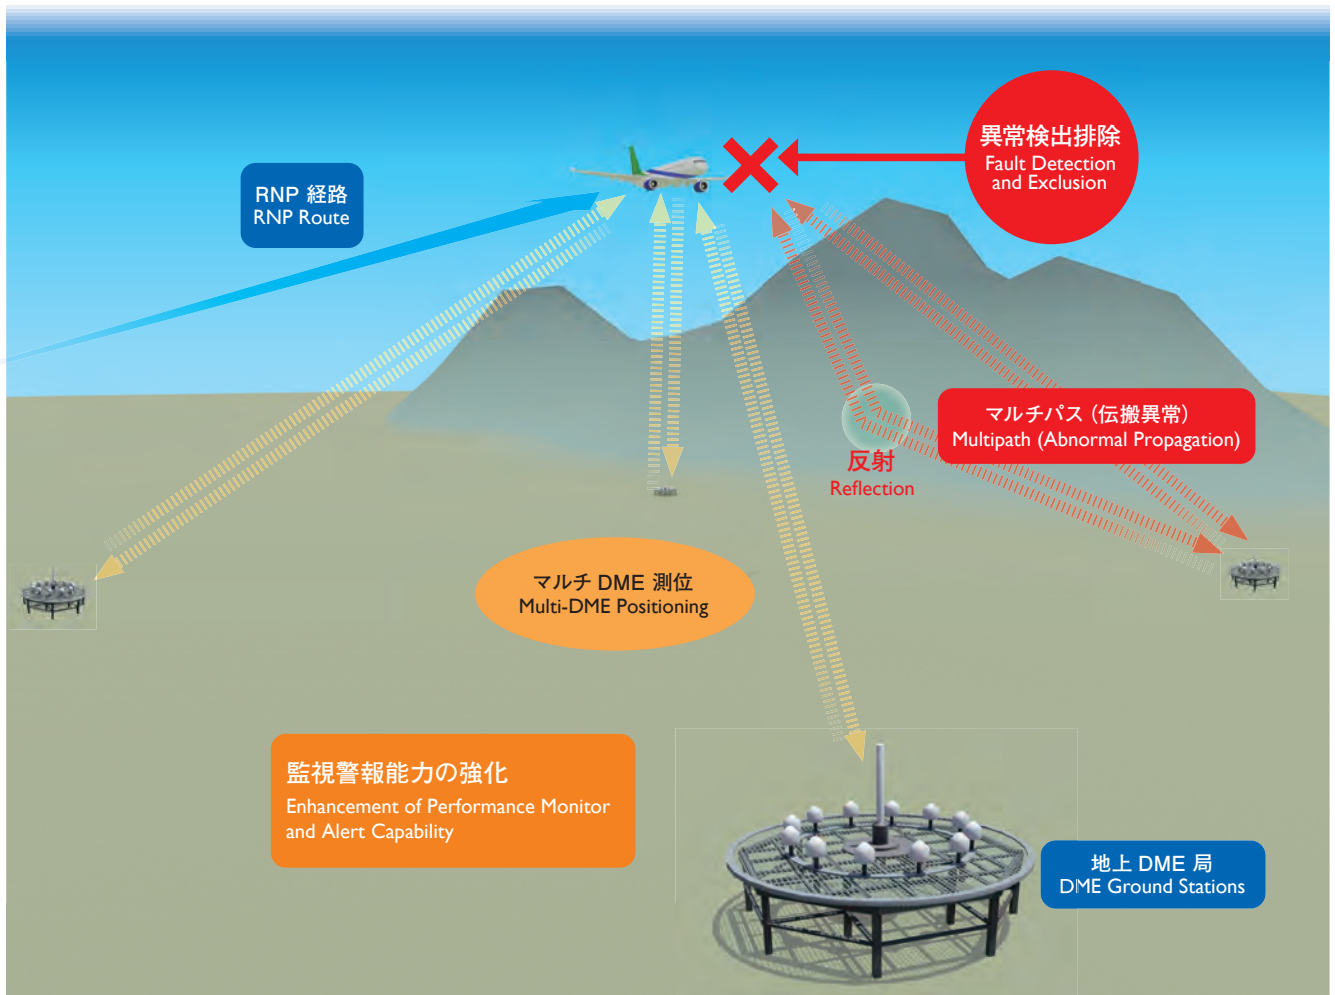 異常検出排除
Fault Detection
and Exclusion
RNP 経路
RNP Route
マルチパス（伝搬異常）
Multipath (Abnormal Propagation)
反射
Reflection
マルチ DME 測位
Multi-DME Positioning
監視警報能力の強化
Enhancement of Performance Monitor
and Alert Capability
地上 DME 局
DME Ground Stations